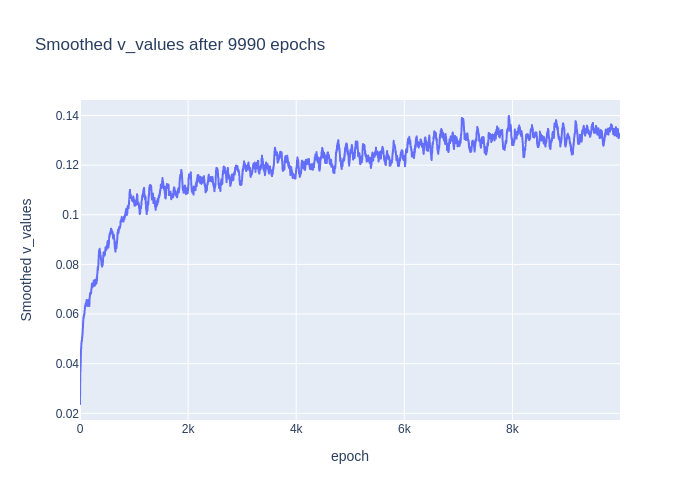 Smoothed v_values after 9990 epochs
0.14
0.12
0.1
0.08
0.06
0.04
0.02
Smoothed v_values
0
2k
4k
6k
8k
epoch